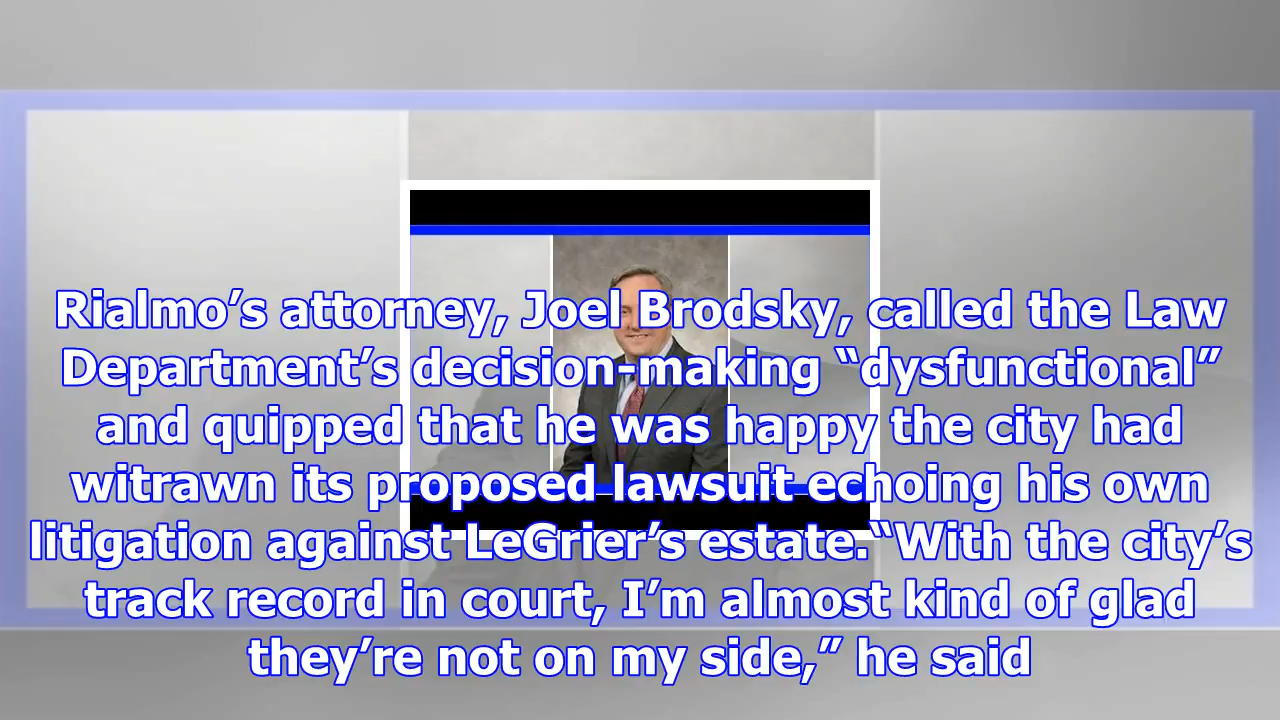 Rialmo’s attorney, Joel Brodsky, called the Law
Department’s decision-making “dysfunctional”
and quipped that he was happy the city had
witrawn its proposed lawsuit echoing his own
litigation against LeGrier’s estate.“With the city’s
track record in court, I’m almost kind of glad
they’re not on my side,” he said